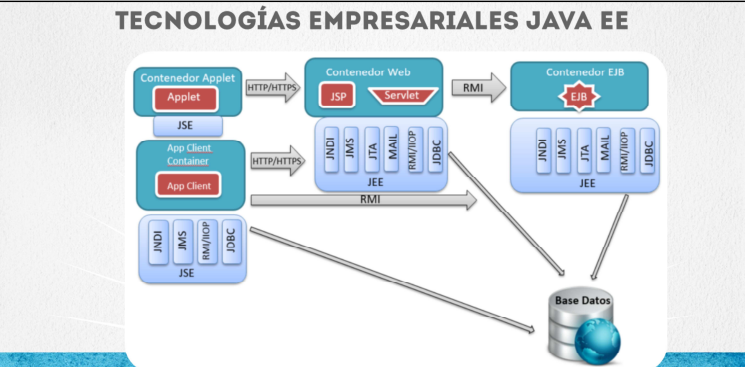 TECNOLOGÍAS EMPRESARIALES JAVA EE
Contenedor Applet
Applet
JSE
HTTP/HTTPS
Contenedor Web
JSP
Servlet
JNDI
JMS
JTA
MAIL
RMI/IIOP
JDBC
JEE
RMI
Contenedor EJB
EJB
JNDI
JMS
JTA
MAIL
RMI/IIOP
JDBC
JEE
App Client
Container
App Client
HTTP/HTTPS
RMI
JNDI
JMS
RMI/IIOP
JDBC
JSE
Base Datos